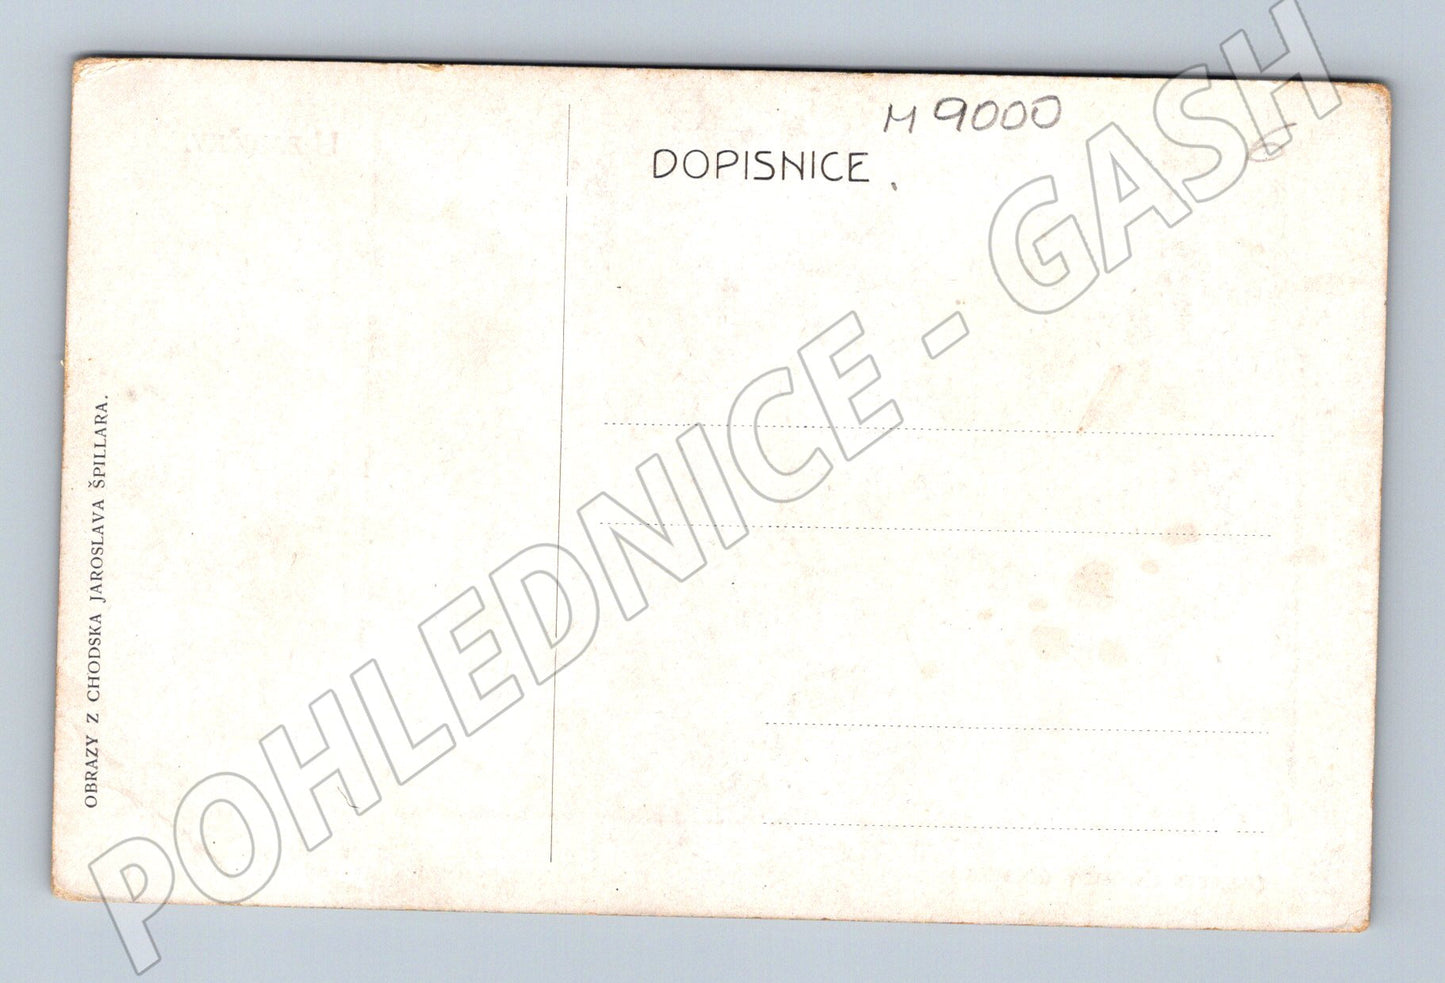 M 9000
DOPISNICE
OBRAZY Z CHODSKA JAROSLAVA ŠPILLARA.
POHLEDNICE - GASH